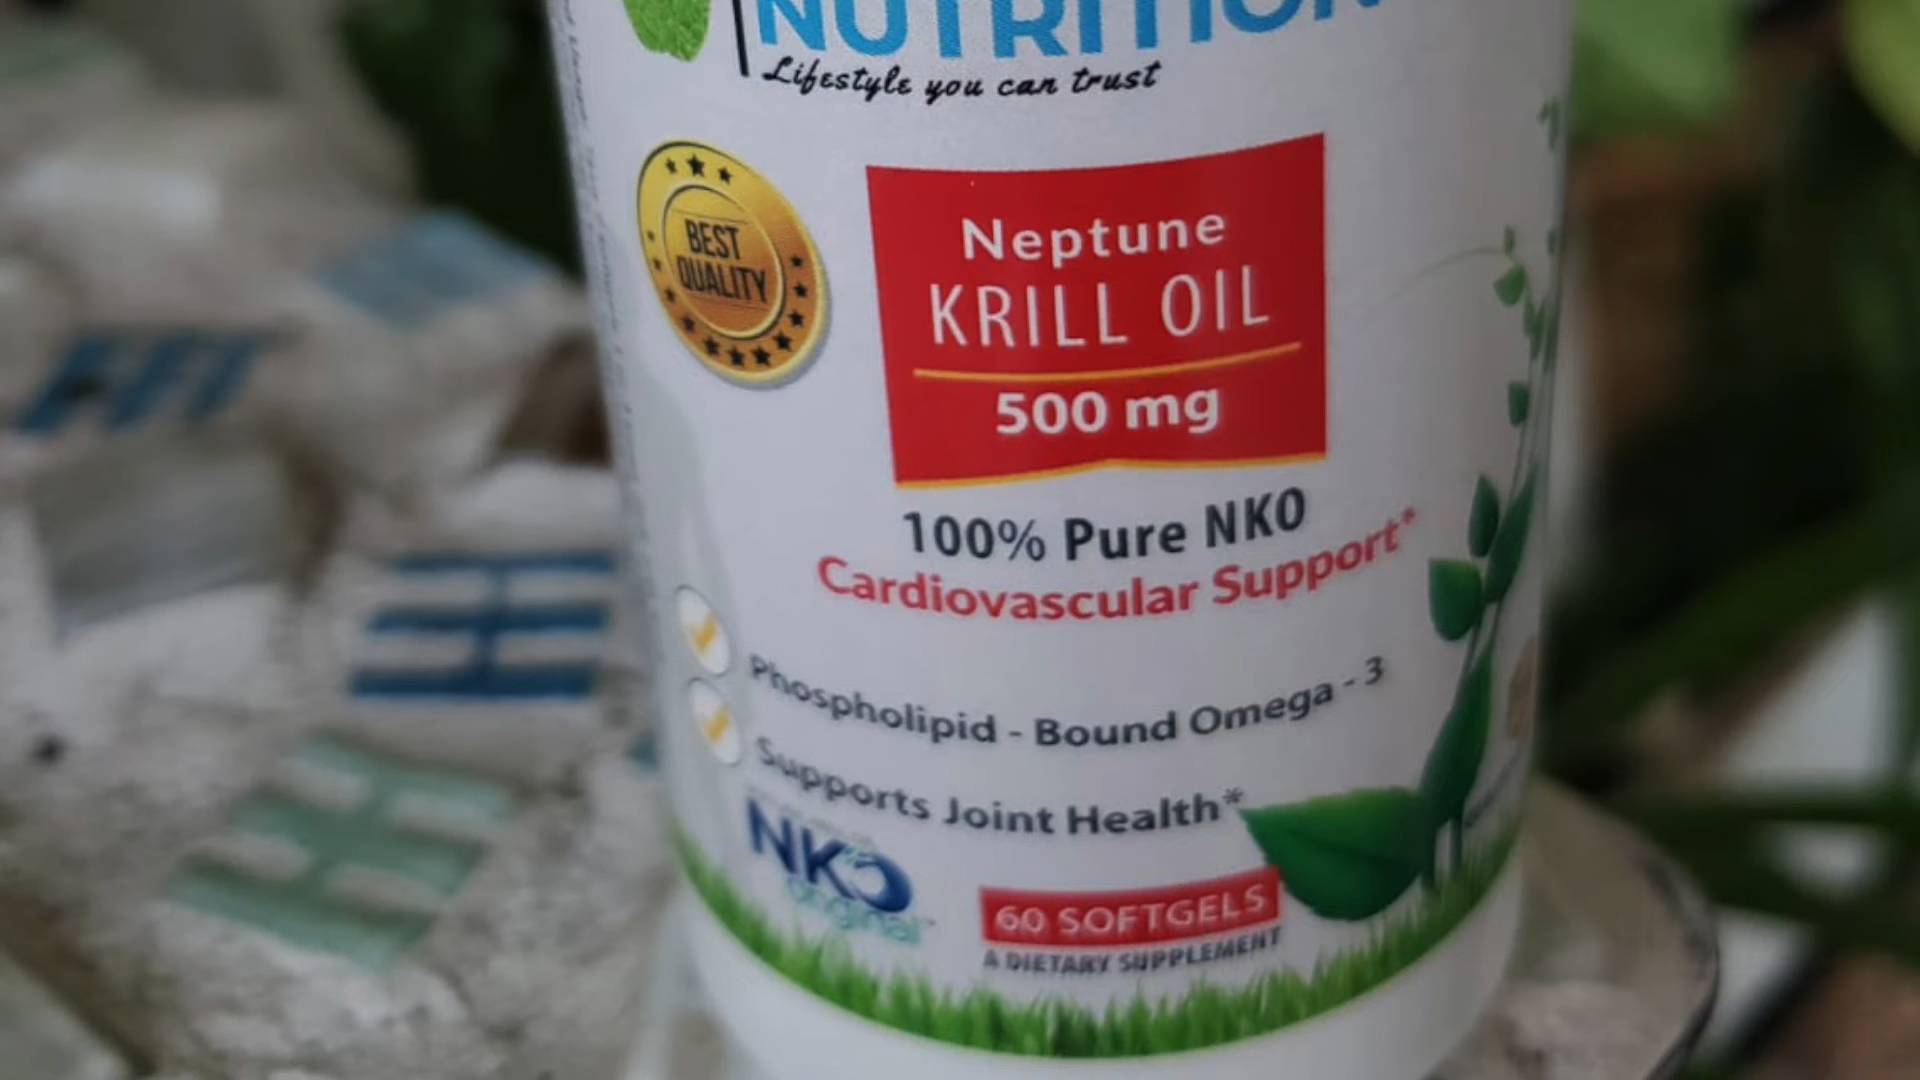 NUTRITION
Lifestyle you can trust
BEST
QUALITY
Neptune
KRILL OIL
500 mg
100% Pure NKO
Cardiovascular Support*
Phospholipid - Bound Omega - 3
Supports Joint Health*
NKO
original
60 SOFTGELS
A DIETARY SUPPLEMENT